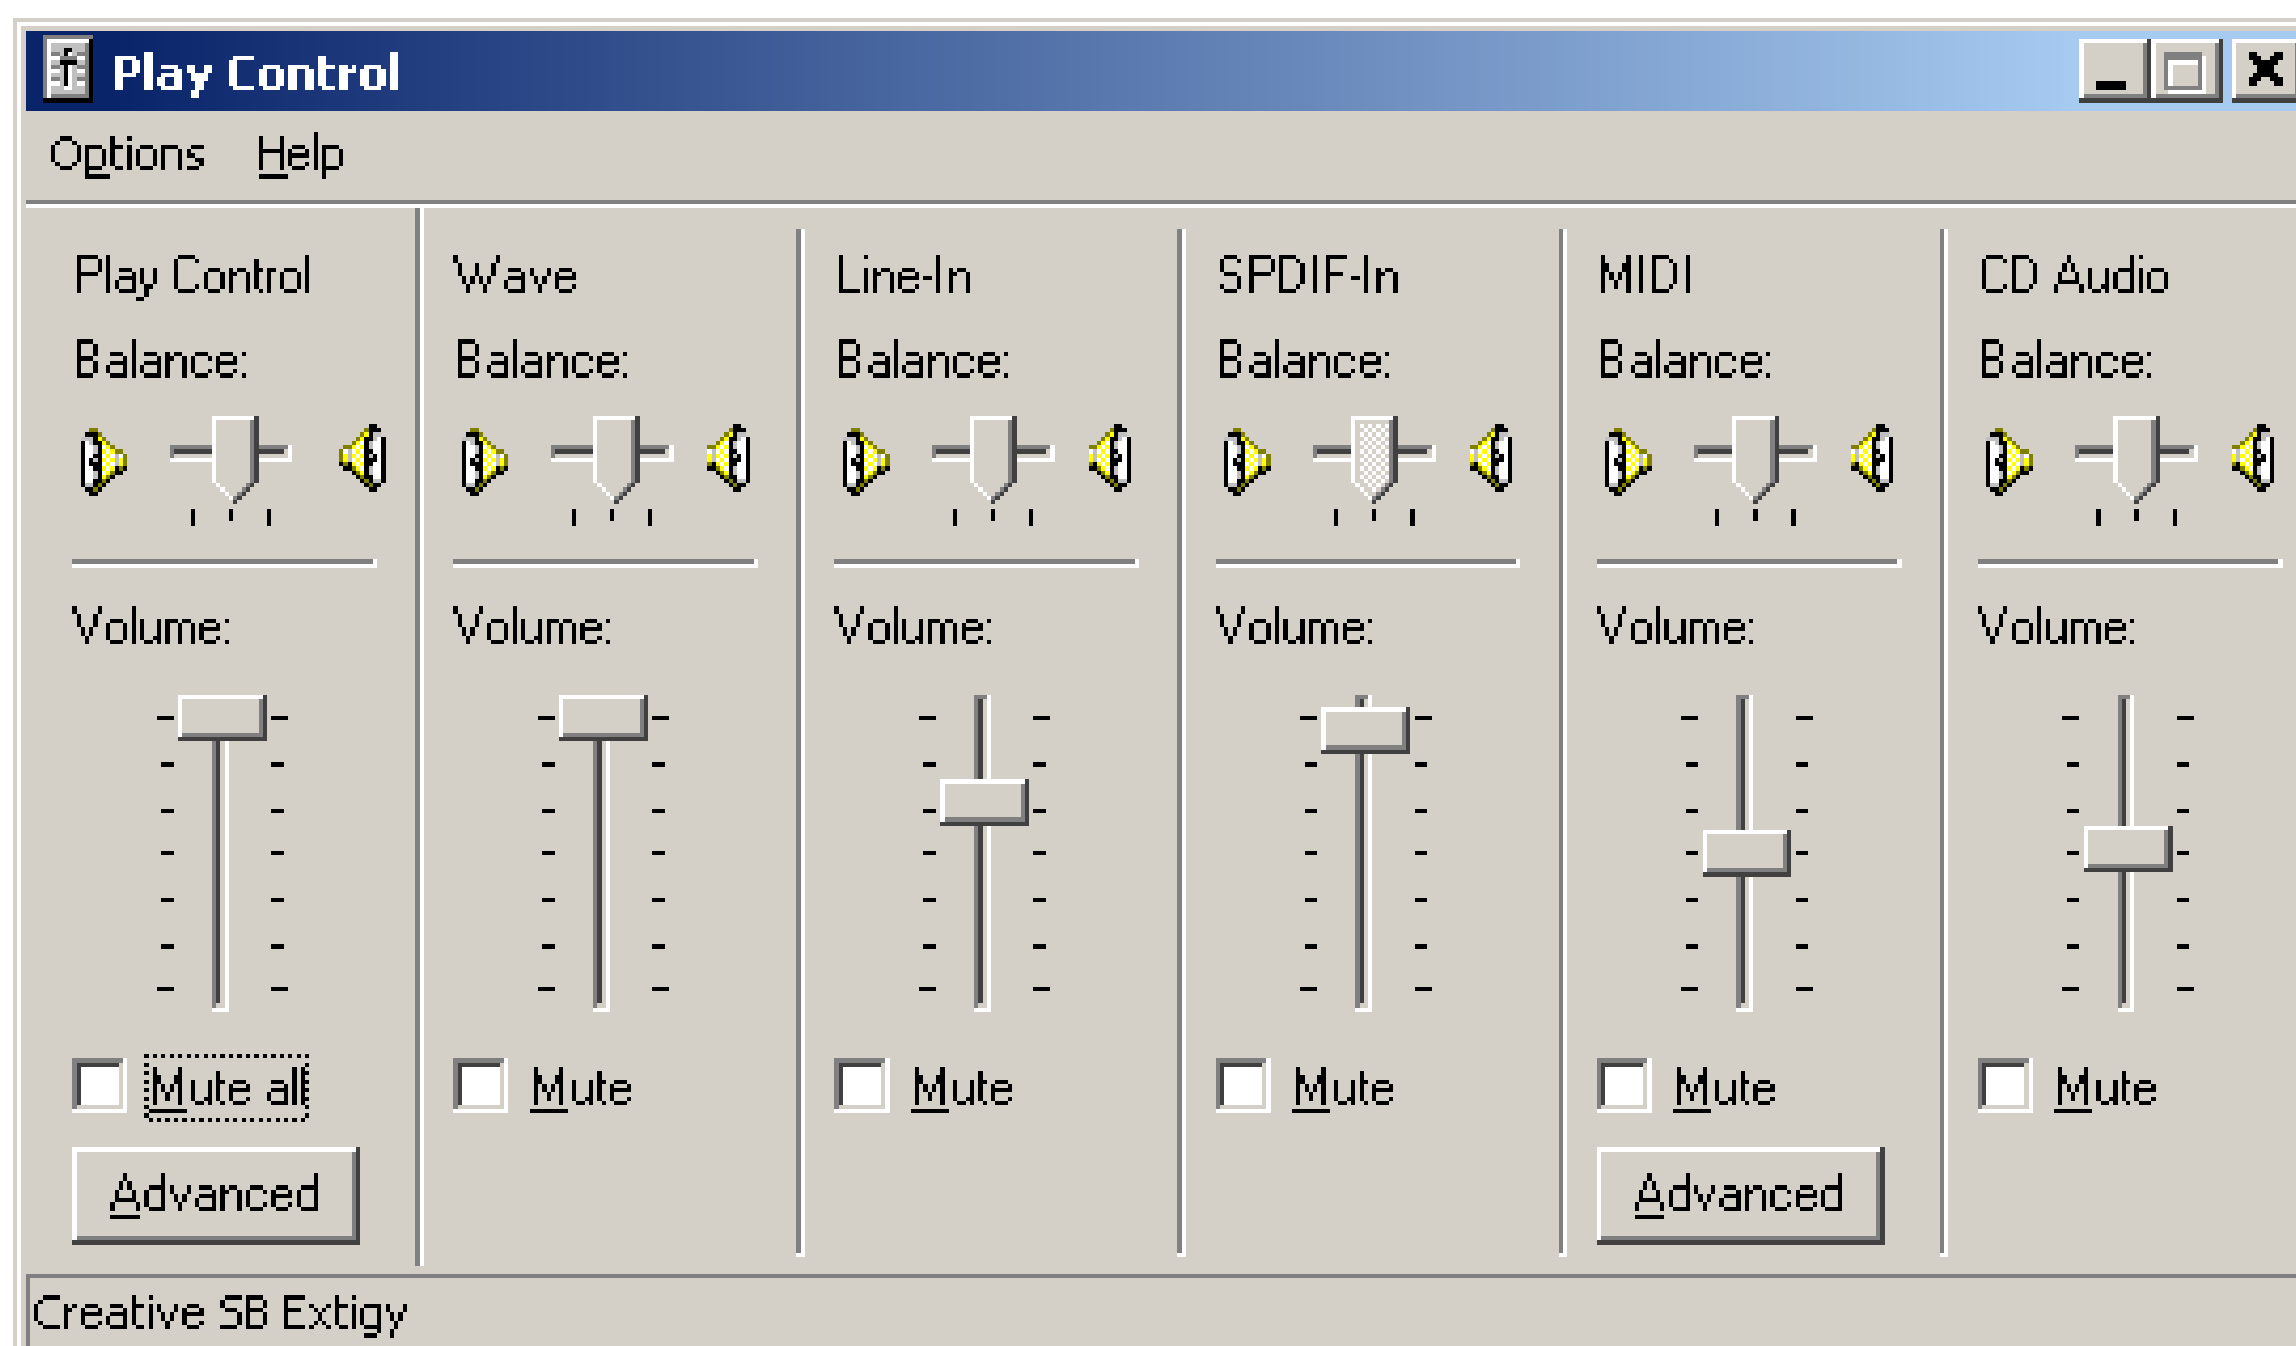 Play Control
Options Help
Play Control Wave Line-In SPDIF-In MIDI CD Audio
Balance: Balance: Balance: Balance: Balance: Balance:
Volume: Volume: Volume: Volume: Volume: Volume:
Mute all Mute Mute Mute Mute Mute
Advanced Advanced
Creative SB Extigy